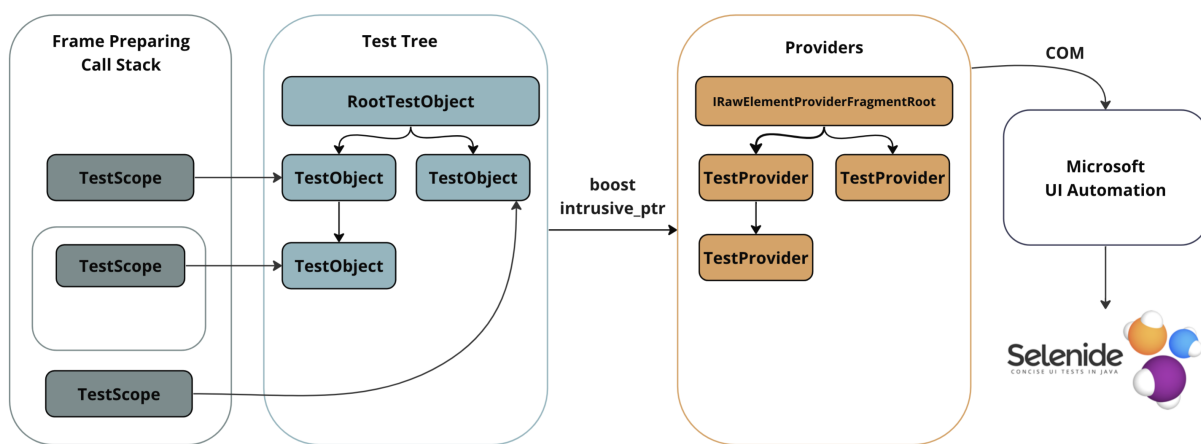 Frame Preparing
Call Stack
TestScope
TestScope
TestScope
Test Tree
RootTestObject
TestObject
TestObject
TestObject
boost
intrusive_ptr
Providers
IRawElementProviderFragmentRoot
TestProvider
TestProvider
TestProvider
COM
Microsoft
UI Automation
Selenide
CONCISE UI TESTS IN JAVA